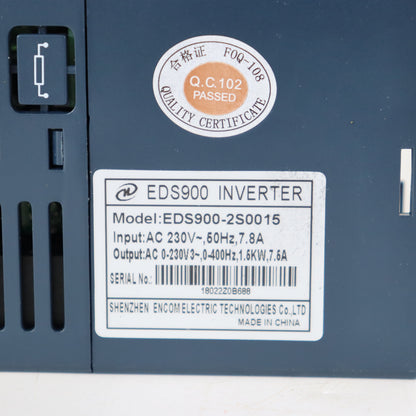 合格证 FOQ-108
Q.C.102
PASSED
QUALITY CERTIFICATE
EDS900 INVERTER
Model:EDS900-2S0015
Input:AC 230V~,50Hz,7.8A
Output:AC 0-230V3~,0-400Hz,1.5KW,7.5A
SERIAL No.:
18022Z0B688
SHENZHEN ENCOM ELECTRIC TECHNOLOGIES Co.,LTD
MADE IN CHINA